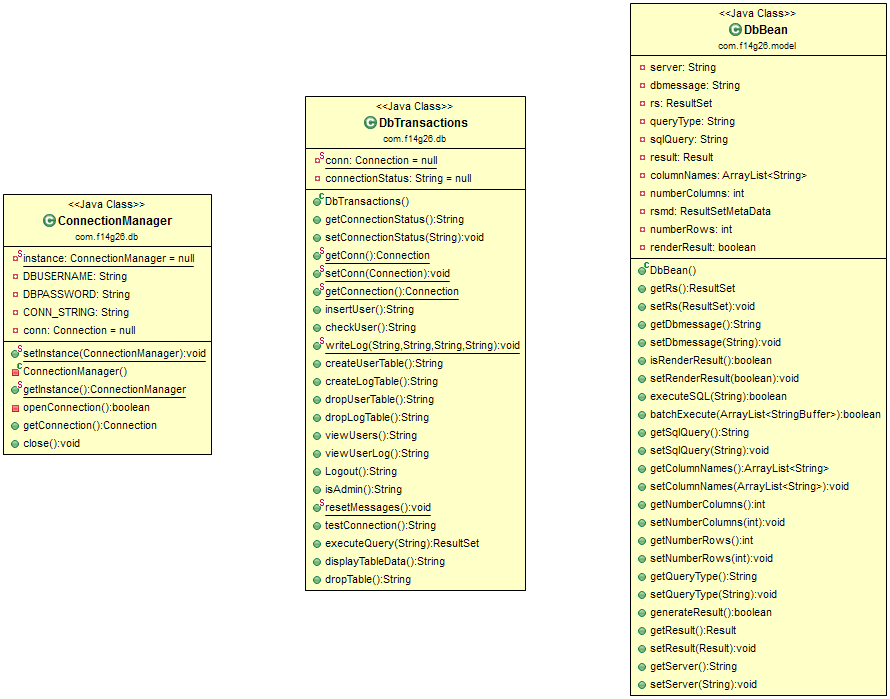 <<Java Class>>
ConnectionManager
com.f14g26.db
instance: ConnectionManager = null
DBUSERNAME: String
DBPASSWORD: String
CONN_STRING: String
conn: Connection = null
setInstance(ConnectionManager):void
ConnectionManager()
getInstance():ConnectionManager
openConnection():boolean
getConnection():Connection
close():void
<<Java Class>>
DbTransactions
com.f14g26.db
conn: Connection = null
connectionStatus: String = null
DbTransactions()
getConnectionStatus():String
setConnectionStatus(String):void
getConn():Connection
setConn(Connection):void
getConnection():Connection
insertUser():String
checkUser():String
writeLog(String,String,String,String):void
createUserTable():String
createLogTable():String
dropUserTable():String
dropLogTable():String
viewUsers():String
viewUserLog():String
Logout():String
isAdmin():String
resetMessages():void
testConnection():String
executeQuery(String):ResultSet
displayTableData():String
dropTable():String
<<Java Class>>
DbBean
com.f14g26.model
server: String
dbmessage: String
rs: ResultSet
queryType: String
sqlQuery: String
result: Result
columnNames: ArrayList<String>
numberColumns: int
rsmd: ResultSetMetaData
numberRows: int
renderResult: boolean
DbBean()
getRs():ResultSet
setRs(ResultSet):void
getDbmessage():String
setDbmessage(String):void
isRenderResult():boolean
setRenderResult(boolean):void
executeSQL(String):boolean
batchExecute(ArrayList<StringBuffer>):boolean
getSqlQuery():String
setSqlQuery(String):void
getColumnNames():ArrayList<String>
setColumnNames(ArrayList<String>):void
getNumberColumns():int
setNumberColumns(int):void
getNumberRows():int
setNumberRows(int):void
getQueryType():String
setQueryType(String):void
generateResult():boolean
getResult():Result
setResult(Result):void
getServer():String
setServer(String):void